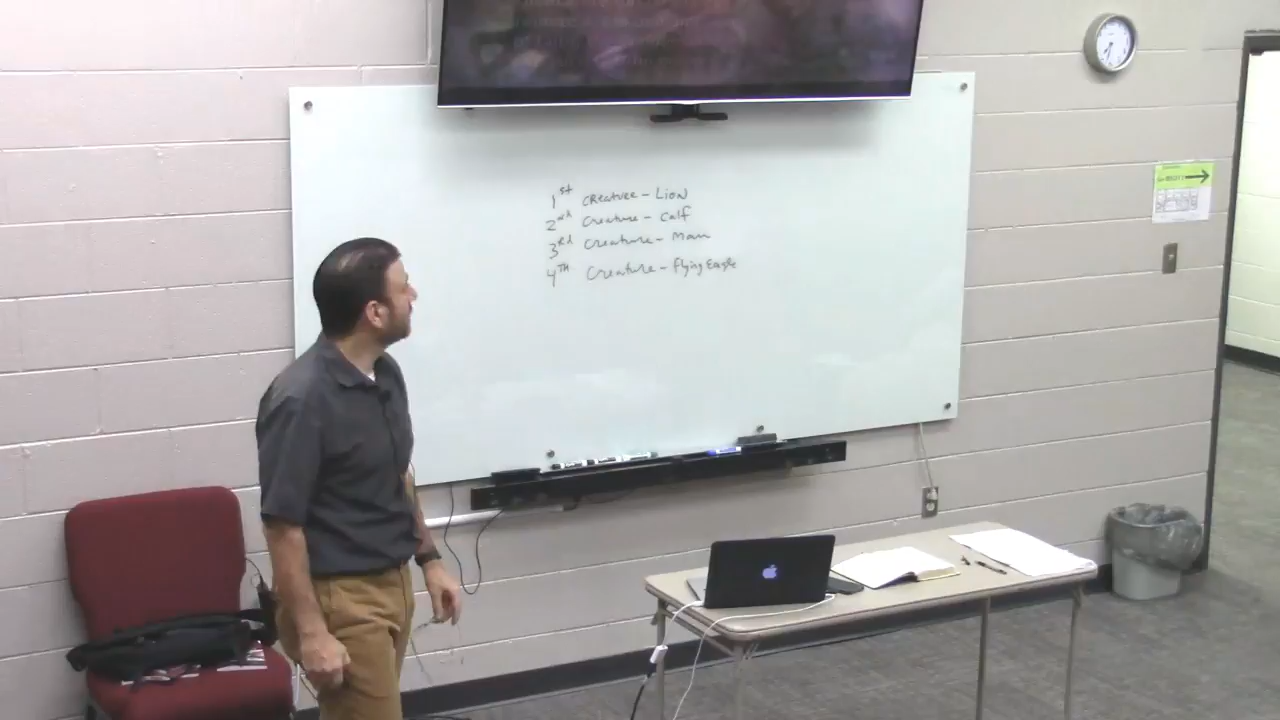 1st Creature - Lion
2nd Creature - Calf
3rd Creature - Man
4TH Creature - Flying Eagle